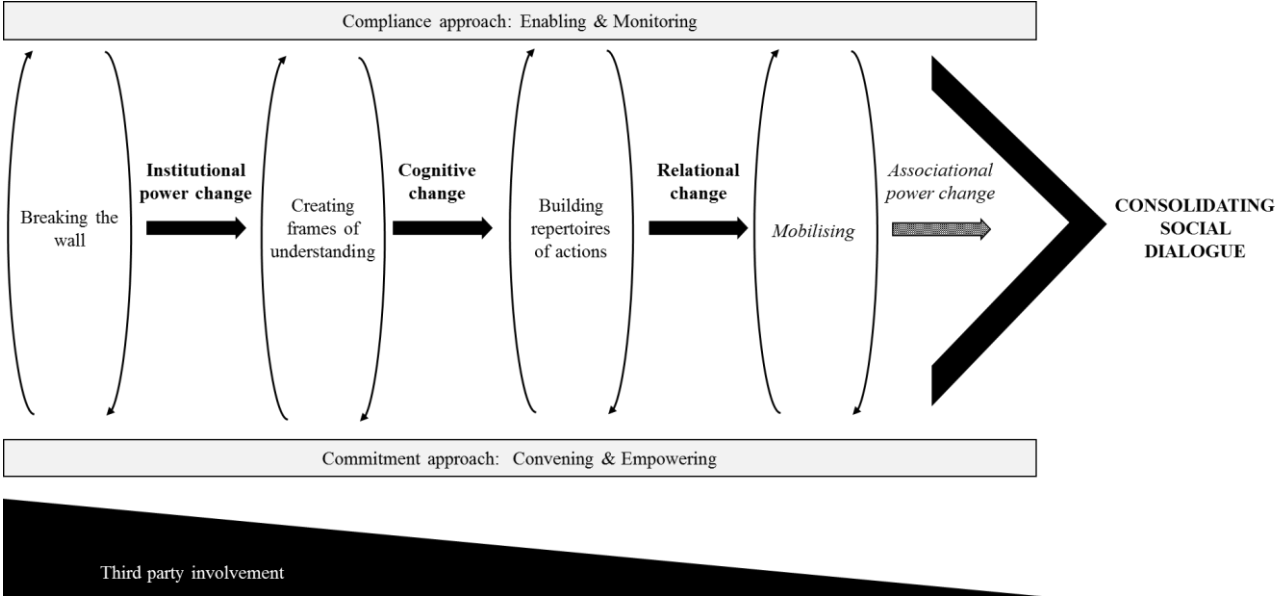 Compliance approach: Enabling & Monitoring
Breaking the
wall
Institutional
power change
Creating
frames of
understanding
Cognitive
change
Building
repertoires
of actions
Relational
change
Mobilising
Associational
power change
CONSOLIDATING
SOCIAL
DIALOGUE
Commitment approach: Convening & Empowering
Third party involvement